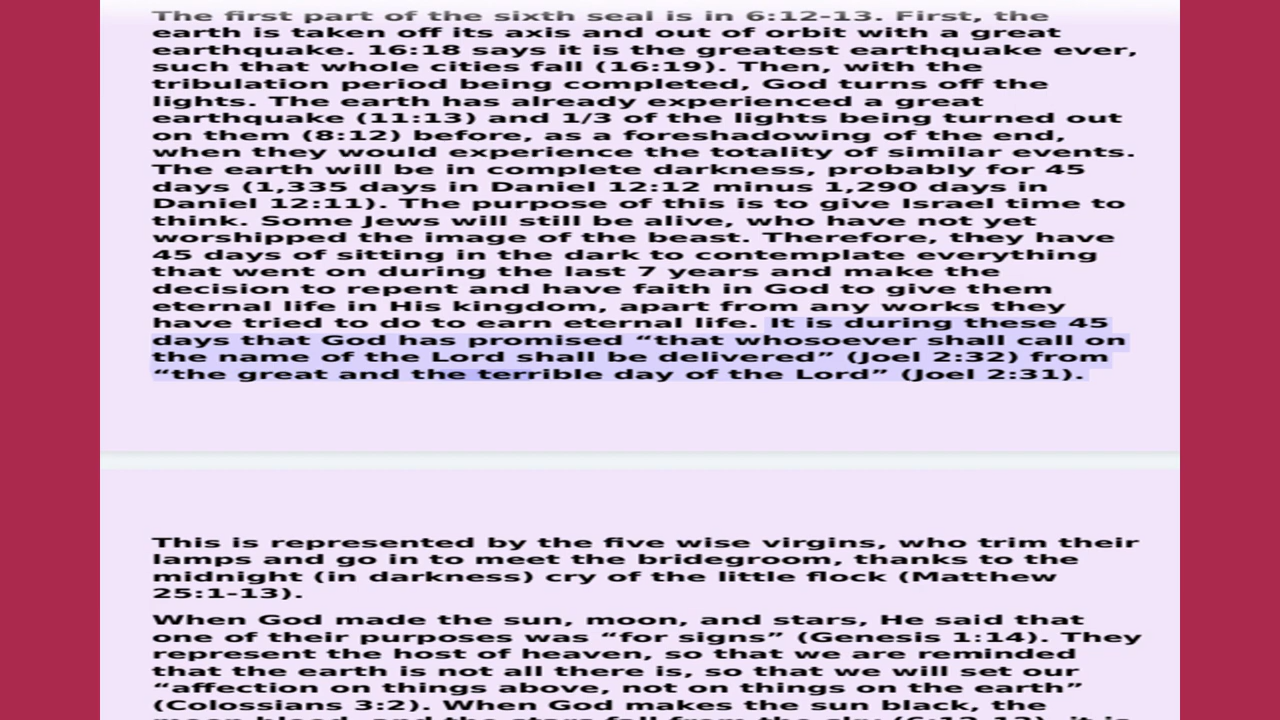 The first part of the sixth seal is in 6:12-13. First, the
earth is taken off its axis and out of orbit with a great
earthquake. 16:18 says it is the greatest earthquake ever,
such that whole cities fall (16:19). Then, with the
tribulation period being completed, God turns off the
lights. The earth has already experienced a great
earthquake (11:13) and 1/3 of the lights being turned out
on them (8:12) before, as a foreshadowing of the end,
when they would experience the totality of similar events.
The earth will be in complete darkness, probably for 45
days (1,335 days in Daniel 12:12 minus 1,290 days in
Daniel 12:11). The purpose of this is to give Israel time to
think. Some Jews will still be alive, who have not yet
worshipped the image of the beast. Therefore, they have
45 days of sitting in the dark to contemplate everything
that went on during the last 7 years and make the
decision to repent and have faith in God to give them
eternal life in His kingdom, apart from any works they
have tried to do to earn eternal life. It is during these 45
days that God has promised “that whosoever shall call on
the name of the Lord shall be delivered” (Joel 2:32) from
“the great and the terrible day of the Lord” (Joel 2:31).
This is represented by the five wise virgins, who trim their
lamps and go in to meet the bridegroom, thanks to the
midnight (in darkness) cry of the little flock (Matthew
25:1-13).
When God made the sun, moon, and stars, He said that
one of their purposes was “for signs” (Genesis 1:14). They
represent the host of heaven, so that we are reminded
that the earth is not all there is, so that we will set our
“affection on things above, not on things on the earth”
(Colossians 3:2). When God makes the sun black, the
moon blood, and the stars fall from the sky (6:12-13), it is